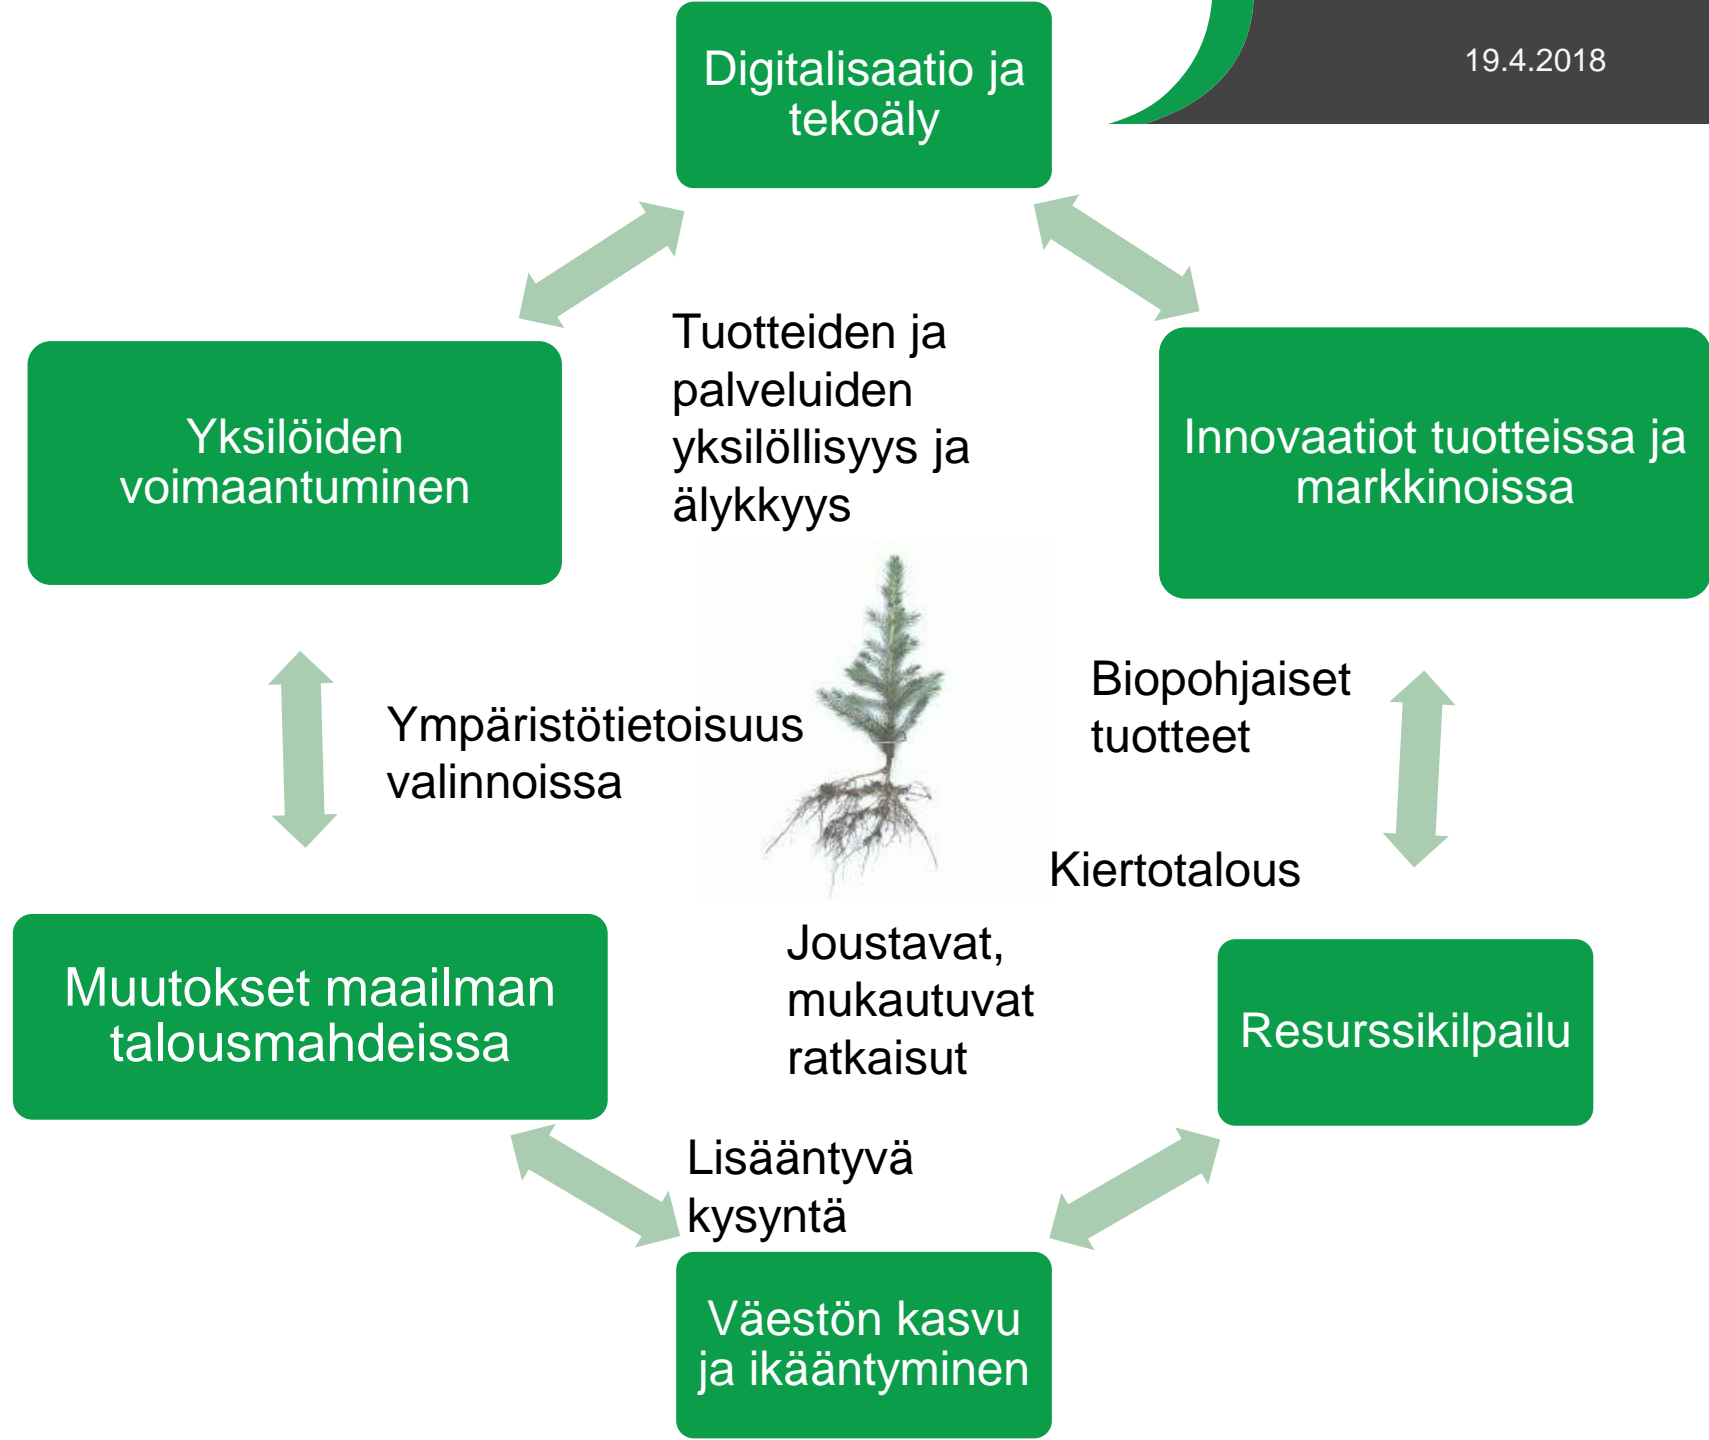 Digitalisaatio ja
tekoäly
19.4.2018
Yksilöiden
voimaantuminen
Tuotteiden ja
palveluiden
yksilöllisyys ja
älykkyys
Innovaatiot tuotteissa ja
markkinoissa
Ympäristötietoisuus
valinnoissa
Biopohjaiset
tuotteet
Kiertotalous
Muutokset maailman
talousmahdeissa
Joustavat,
mukautuvat
ratkaisut
Resurssikilpailu
Lisääntyvä
kysyntä
Väestön kasvu
ja ikääntyminen